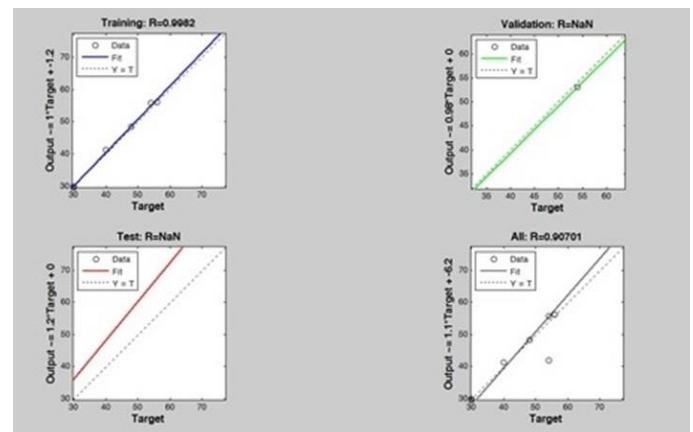 Training: R=0.9982
Output ~= 1*Target + -1.2
70
60
50
40
30
Data
Fit
Y = T
30 40 50 60 70
Target
Validation: R=NaN
Output ~= 0.98*Target + 0
60
55
50
45
40
35
Data
Fit
Y = T
35 40 45 50 55 60
Target
Test: R=NaN
Output ~= 1.2*Target + 0
70
60
50
40
30
Data
Fit
Y = T
30 40 50 60 70
Target
All: R=0.90701
Output ~= 1.1*Target + -6.2
70
60
50
40
30
Data
Fit
Y = T
30 40 50 60 70
Target